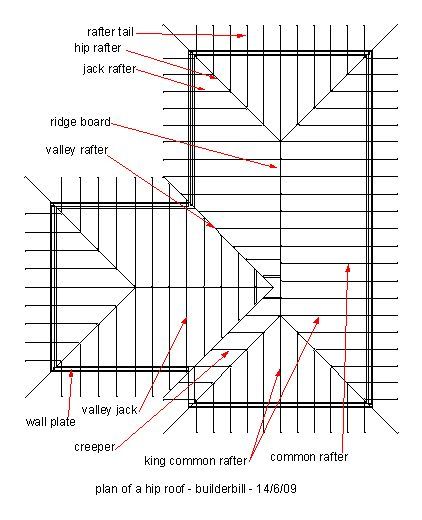 rafter tail
hip rafter
jack rafter
ridge board
valley rafter
valley jack
wall plate
creeper
king common rafter
common rafter
plan of a hip roof - builderbill - 14/6/09